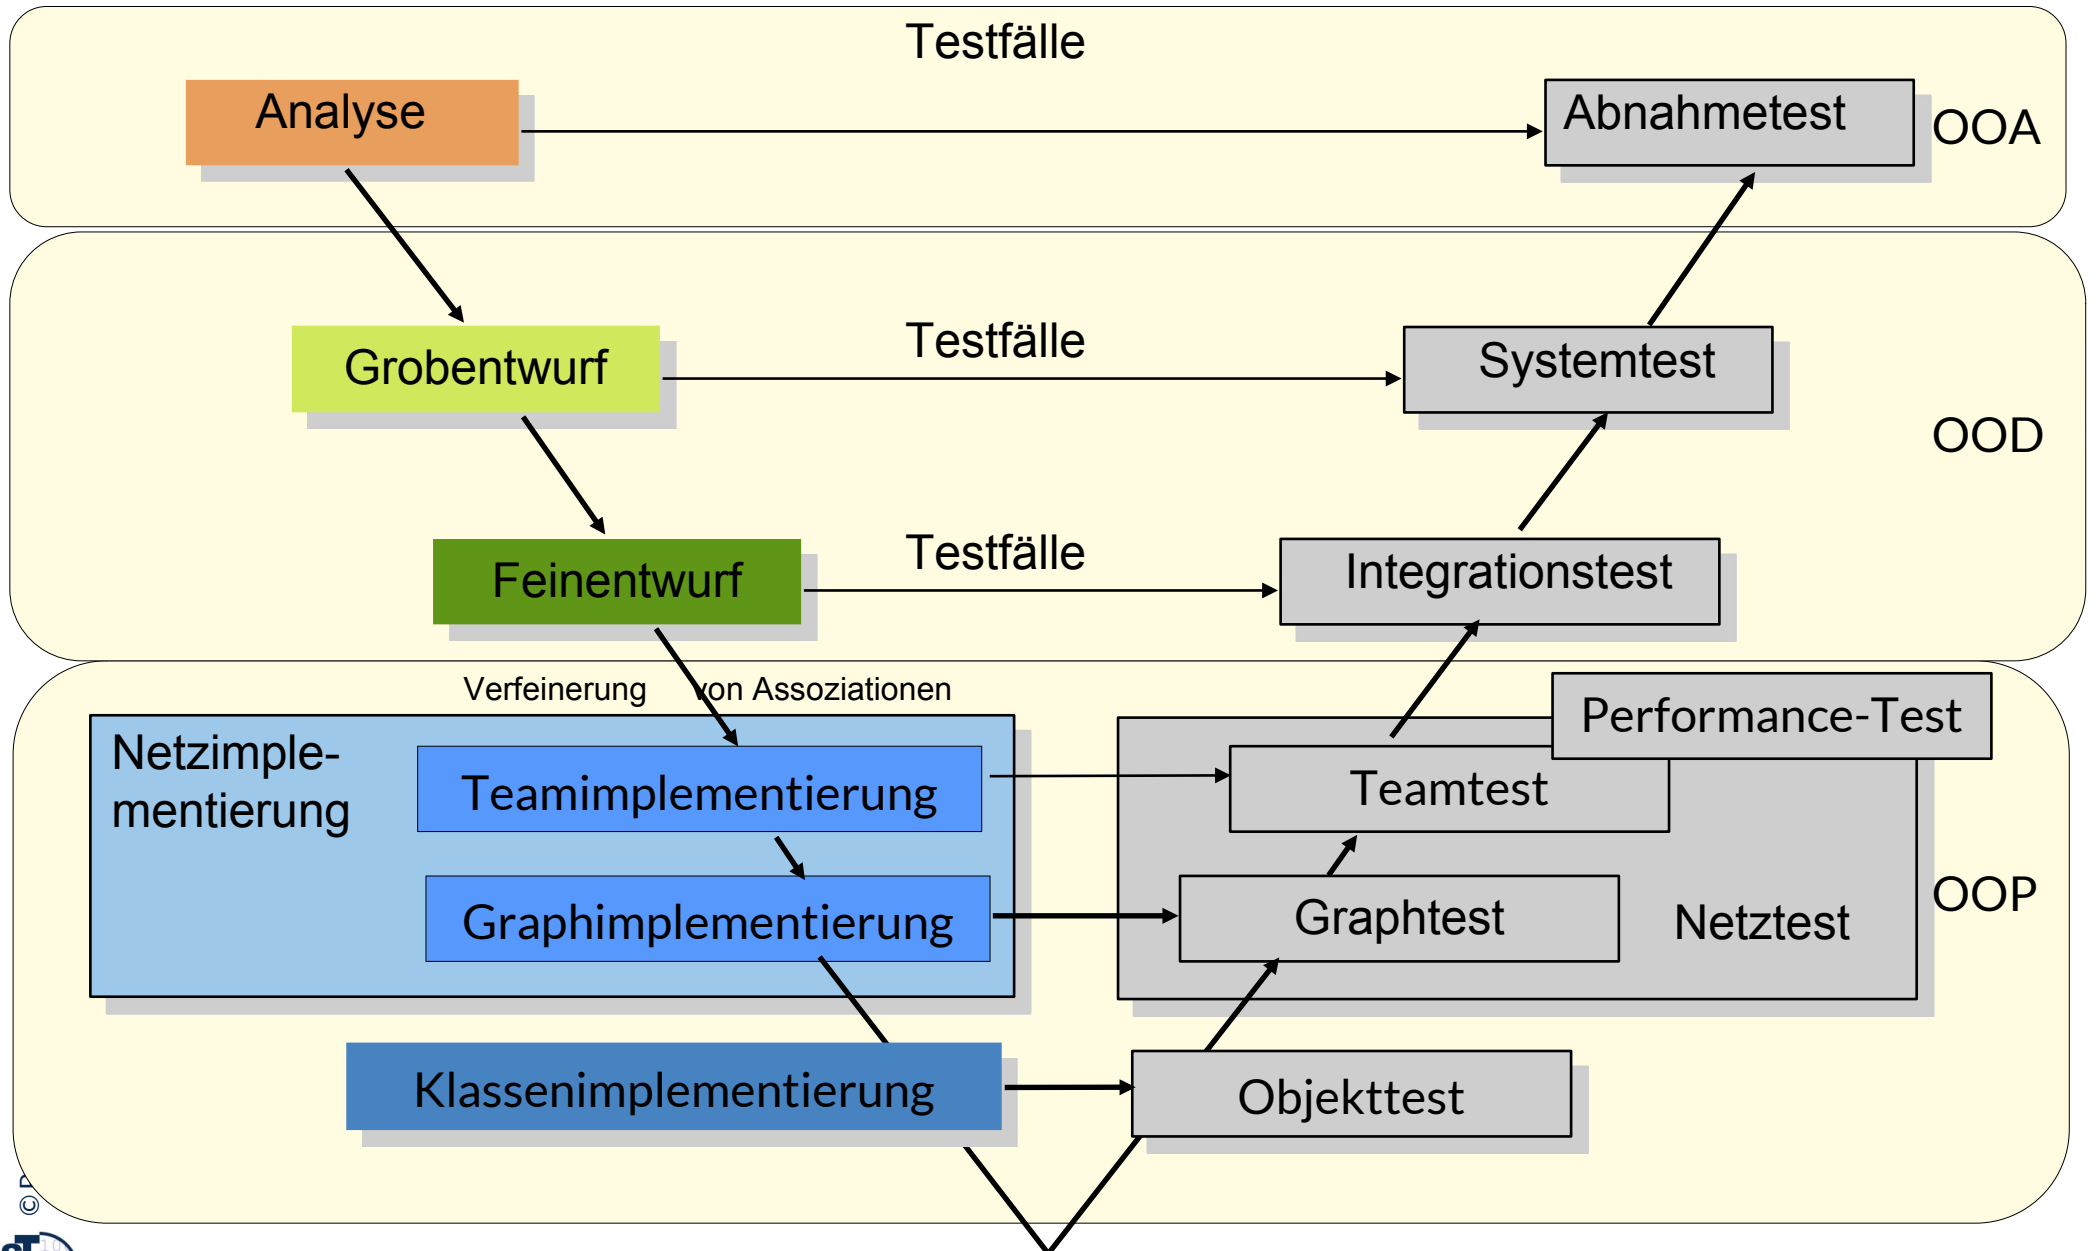 Testfälle
Analyse
Abnahmetest
OOA
Testfälle
Grobentwurf
Systemtest
OOD
Testfälle
Feinentwurf
Integrationstest
Verfeinerung von Assoziationen
Performance-Test
Netzimple-
mentierung
Teamimplementierung
Teamtest
Graphimplementierung
Graphtest
Netztest
OOP
Klassenimplementierung
Objekttest
©